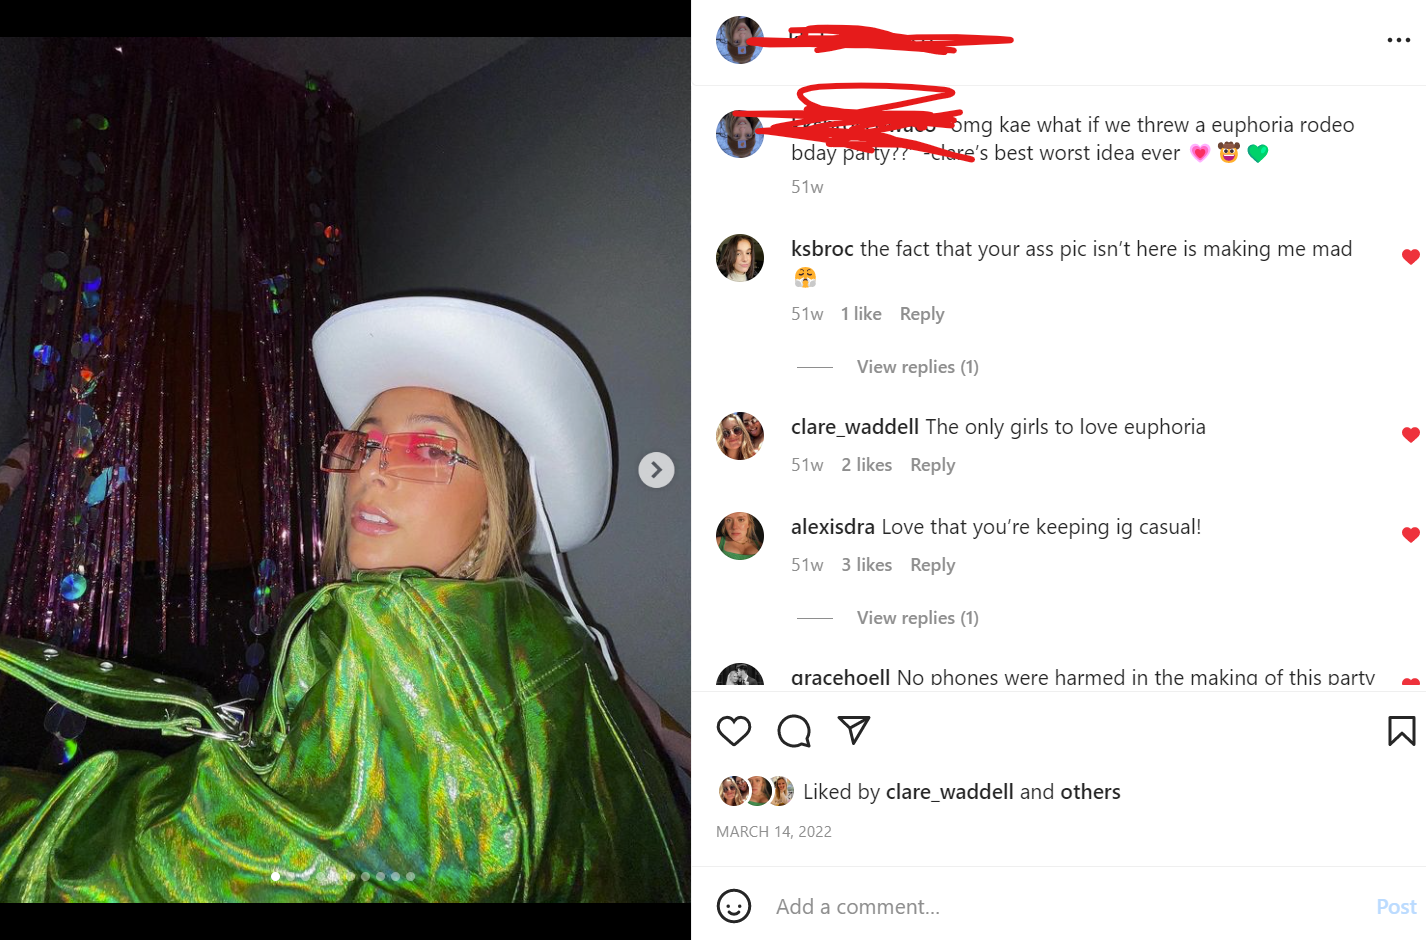 omg kae what if we threw a euphoria rodeo
bday party?? -clare's best worst idea ever 💗 🤠 💚
51w
ksbroc the fact that your ass pic isn't here is making me mad
😤
51w 1 like Reply
View replies (1)
clare_waddell The only girls to love euphoria
51w 2 likes Reply
alexisdra Love that you’re keeping ig casual!
51w 3 likes Reply
View replies (1)
gracehoell No phones were harmed in the making of this party
Liked by clare_waddell and others
MARCH 14, 2022
Add a comment...
Post